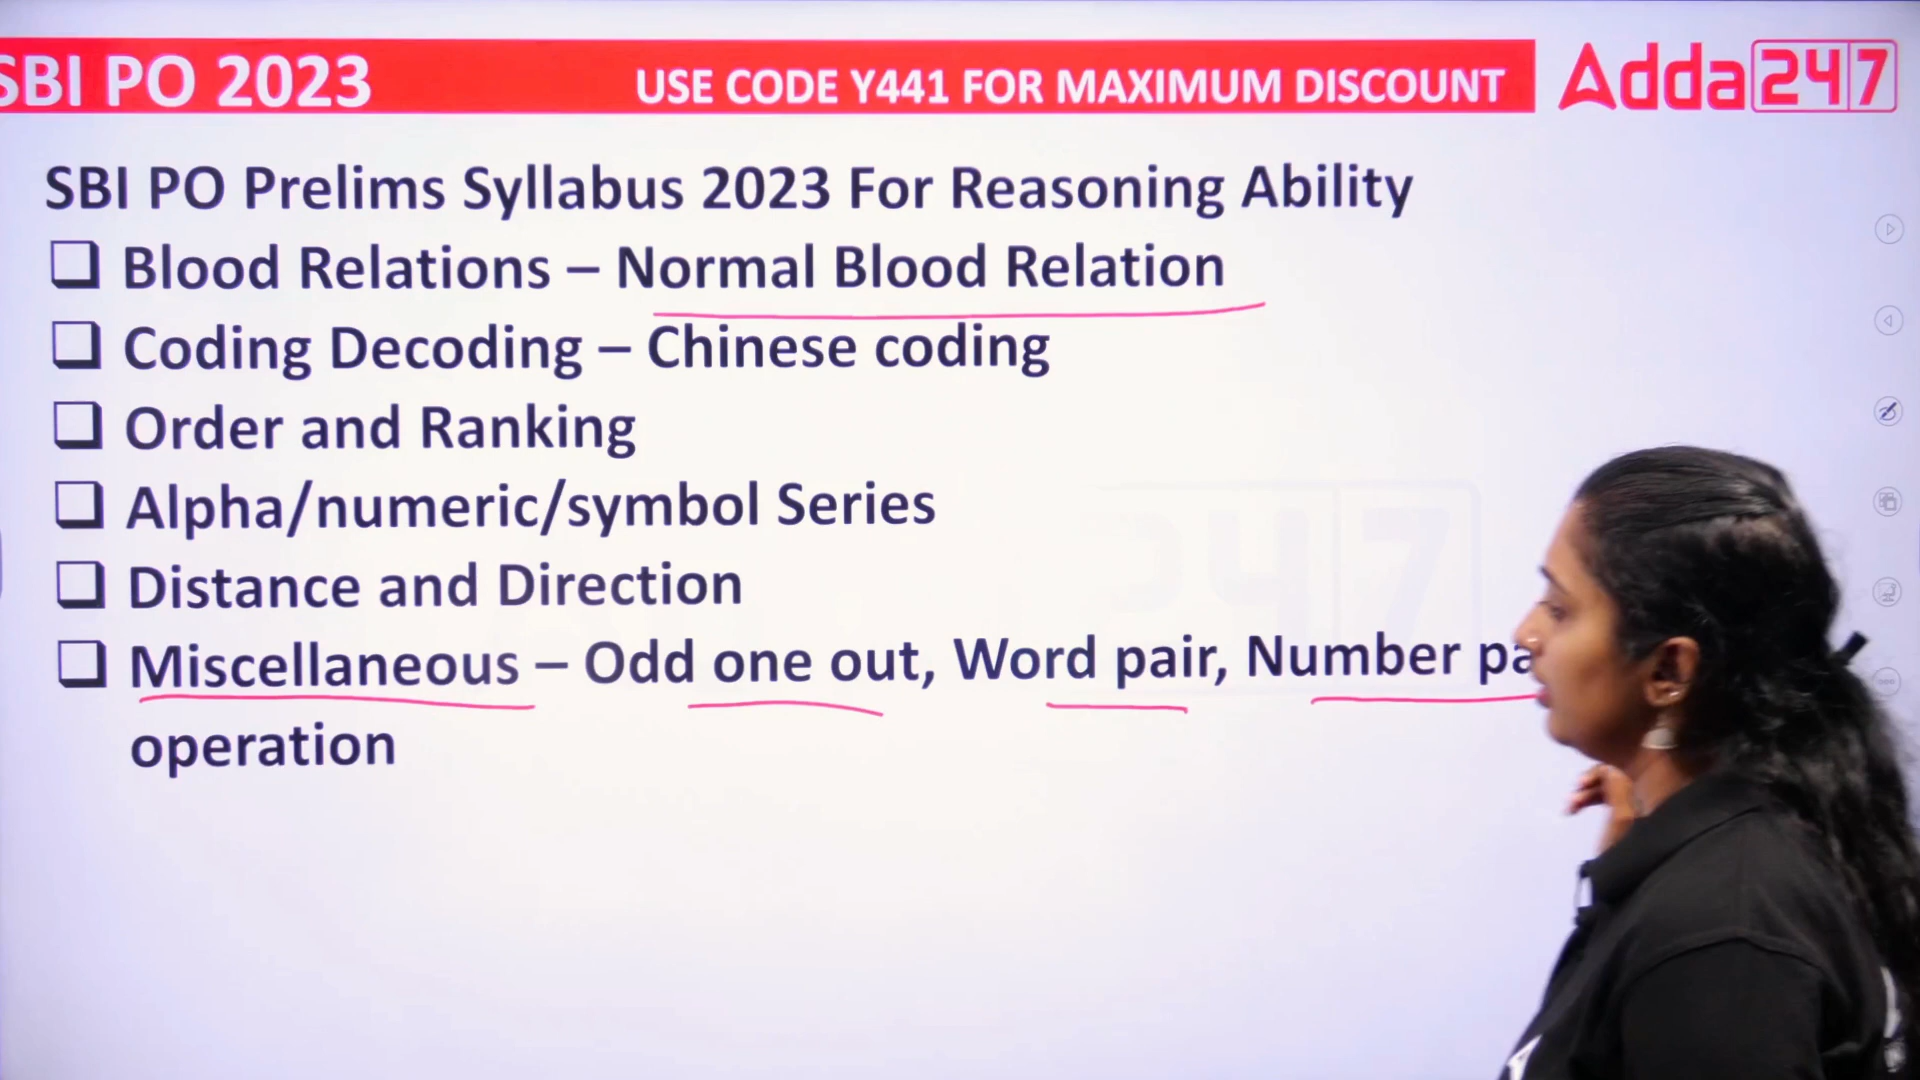 SBI PO 2023
USE CODE Y441 FOR MAXIMUM DISCOUNT
Adda247
SBI PO Prelims Syllabus 2023 For Reasoning Ability
Blood Relations – Normal Blood Relation
Coding Decoding – Chinese coding
Order and Ranking
Alpha/numeric/symbol Series
Distance and Direction
Miscellaneous – Odd one out, Word pair, Number
operation
247